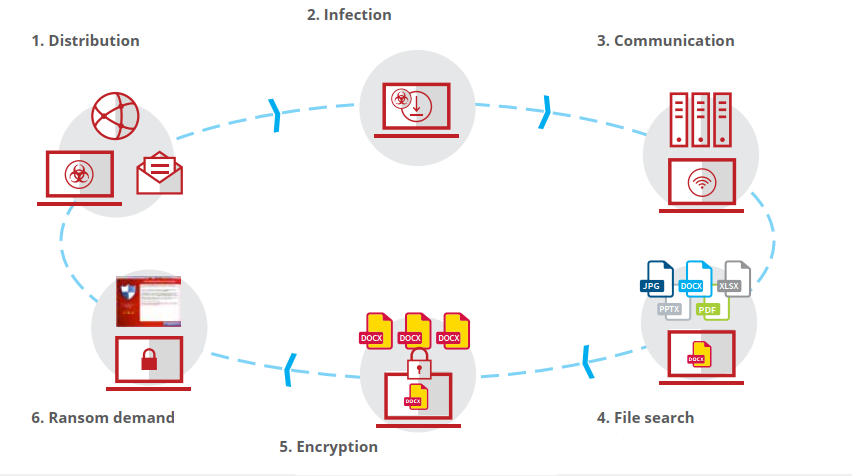 2. Infection
1. Distribution
3. Communication
JPG
DOCX
XLSX
PPTX
PDF
DOCX
DOCX
DOCX
DOCX
DOCX
6. Ransom demand
4. File search
5. Encryption